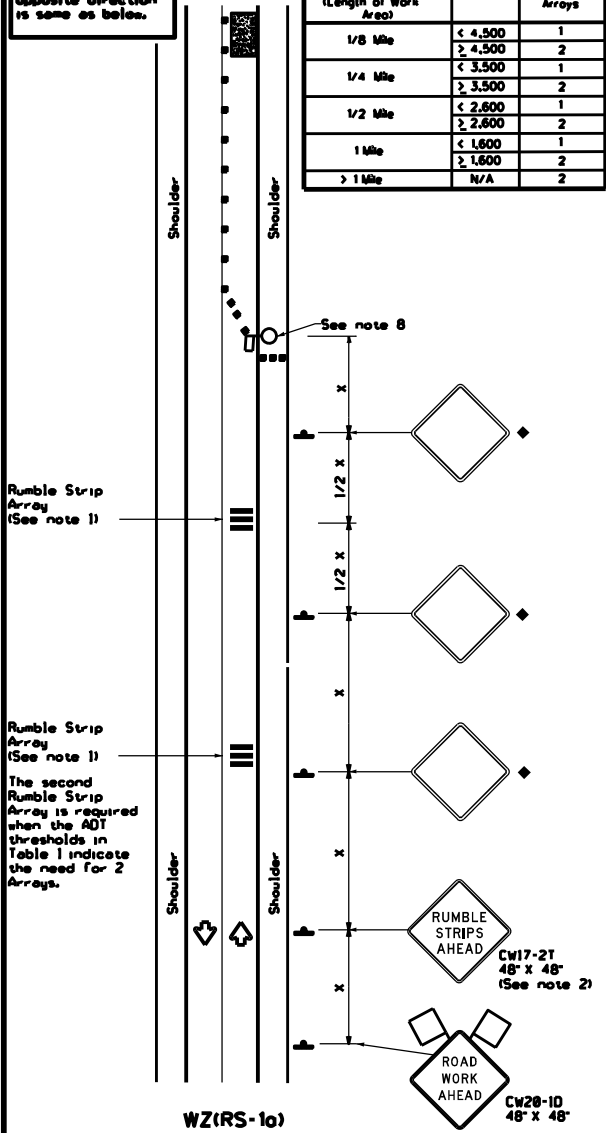 opposite direction
is same as below.
(Length of Work
Area)
Arrays
1/8 Mile
< 4,500
1
≥ 4,500
2
1/4 Mile
< 3,500
1
≥ 3,500
2
1/2 Mile
< 2,600
1
≥ 2,600
2
1 Mile
< 1,600
1
≥ 1,600
2
> 1 Mile
N/A
2
Shoulder
Shoulder
See note 8
x
1/2 x
Rumble Strip
Array
(See note 1)
1/2 x
x
Rumble Strip
Array
(See note 1)
The second
Rumble Strip
Array is required
when the ADT
thresholds in
Table 1 indicate
the need for 2
Arrays.
x
Shoulder
Shoulder
RUMBLE
STRIPS
AHEAD
CW17-2T
48" X 48"
(See note 2)
x
ROAD
WORK
AHEAD
CW20-1D
48" X 48"
WZ(RS-1a)